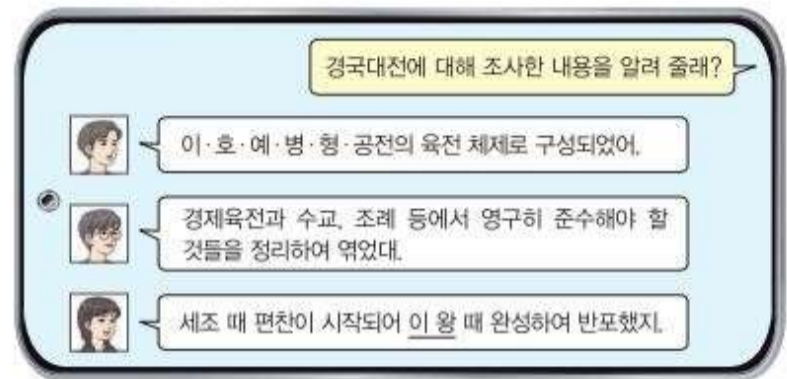 경국대전에 대해 조사한 내용을 알려 줄래?
이·호·예·병·형·공전의 육전 체제로 구성되었어.
경제육전과 수교, 조례 등에서 영구히 준수해야 할
것들을 정리하여 엮었대.
세조 때 편찬이 시작되어 이 왕 때 완성하여 반포했지.